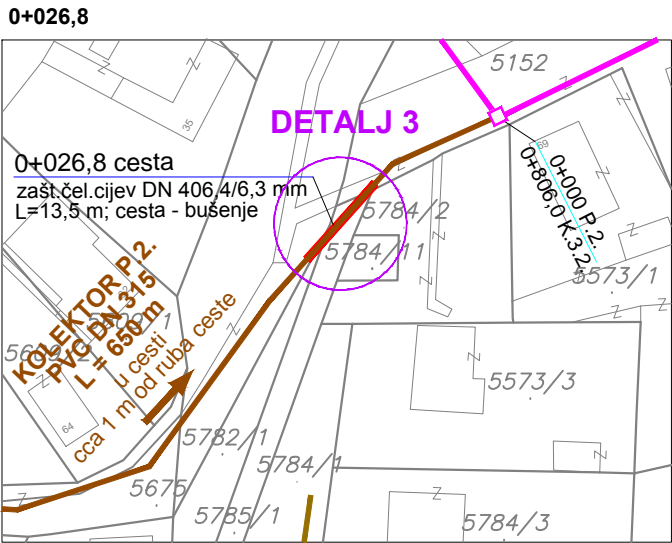 0+026,8
5152
DETALJ 3
35
69
0+000 P.2.
0+806,0 K.3.2.
0+026,8 cesta
zašt.čel.cijev DN 406,4/6,3 mm
L=13,5 m; cesta - bušenje
5784/2
5784/11
5573/1
KOLEKTOR P.2.
PVC DN 315
L = 650 m
u cesti
cca 1 m od ruba ceste
5573/3
64
5782/1
5784/1
5675
5785/1
5784/3
Z